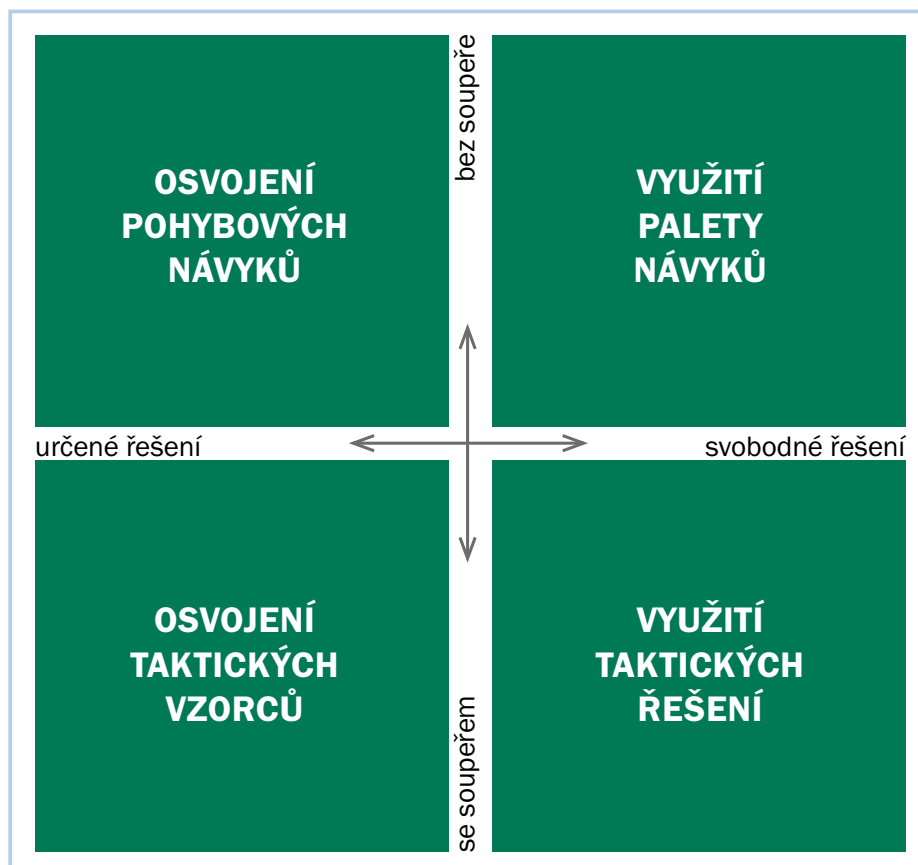 bez soupeře
OSVOJENÍ
POHYBOVÝCH
NÁVYKŮ
VYUŽITÍ
PALETY
NÁVYKŮ
určené řešení
svobodné řešení
OSVOJENÍ
TAKTICKÝCH
VZORCŮ
VYUŽITÍ
TAKTICKÝCH
ŘEŠENÍ
se soupeřem